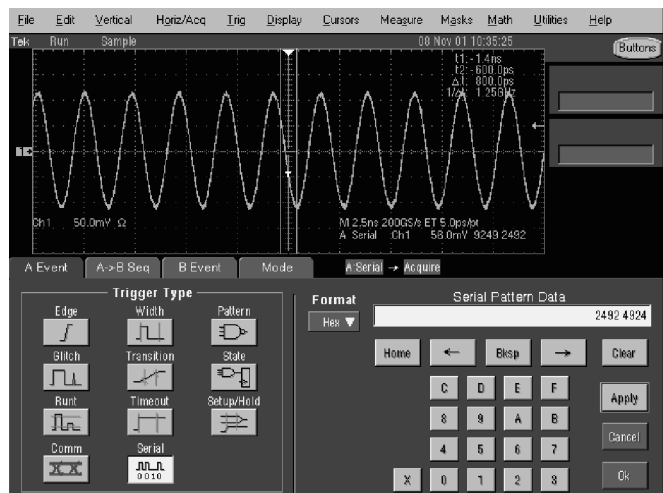 File Edit Vertical Horiz/Acq Trig Display Cursors Measure Masks Math Utilities Help
Tek Run Sample 08 Nov 01 10:35:25 Buttons
t1: -1.4ns
t2: -600.0ps
Δt: 800.0ps
1/Δt: 1.25GHz
1
Ch1 50.0mV Ω M 2.5ns 200GS/s ET 5.0ps/pt
A Serial Ch1 58.0mV 9249 2492
A Event A->B Seq B Event Mode A:Serial → Acquire
Trigger Type
Edge Width Pattern
Glitch Transition State
Runt Timeout Setup/Hold
Comm Serial
0010
Format Serial Pattern Data
Hex 2492 4924
Home ← Bksp → Clear
C D E F
Apply
8 9 A B
Cancel
4 5 6 7
X 0 1 2 3 Ok